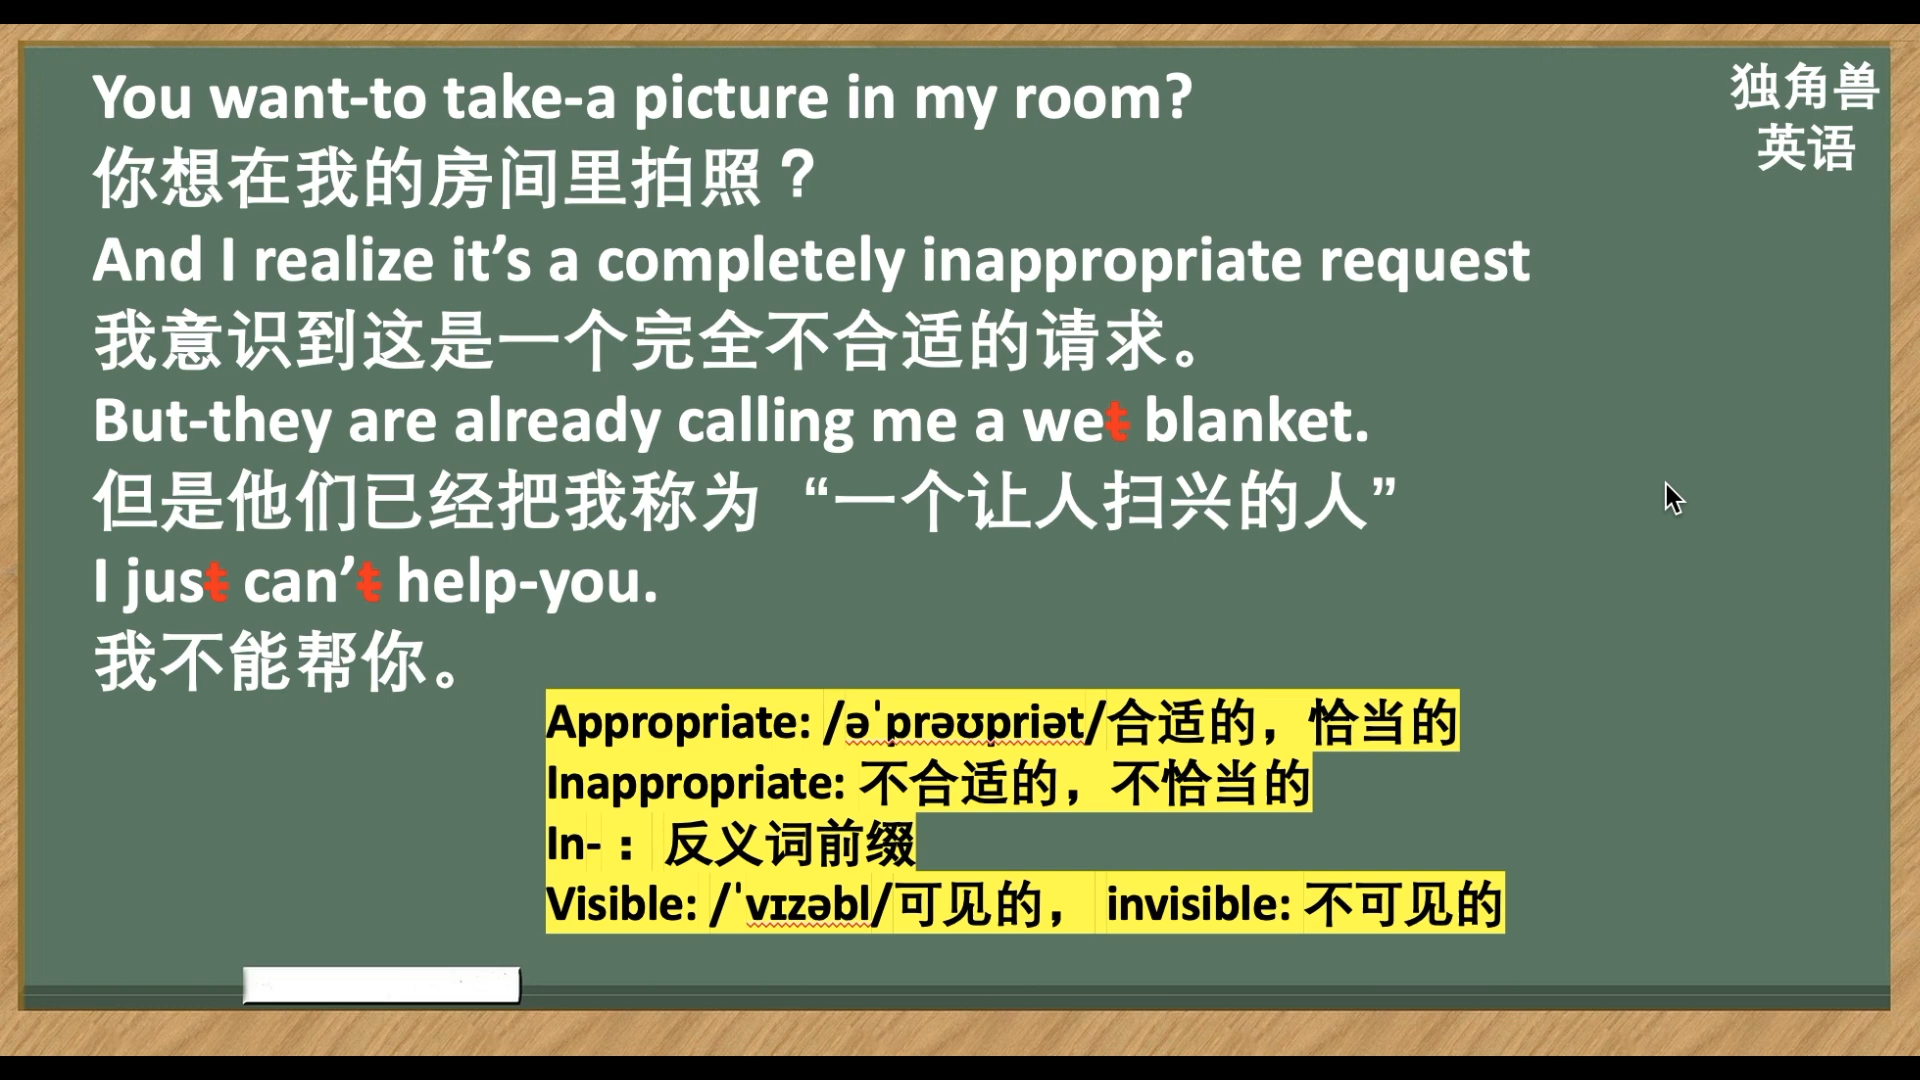 You want-to take-a picture in my room?
你想在我的房间里拍照？
And I realize it’s a completely inappropriate request
我意识到这是一个完全不合适的请求。
But-they are already calling me a wet blanket.
但是他们已经把我称为 “一个让人扫兴的人”
I just can’t help-you.
我不能帮你。
独角兽
英语
Appropriate: /əˈprəʊpriət/合适的，恰当的
Inappropriate: 不合适的，不恰当的
In- ：反义词前缀
Visible: /ˈvɪzəbl/可见的， invisible: 不可见的